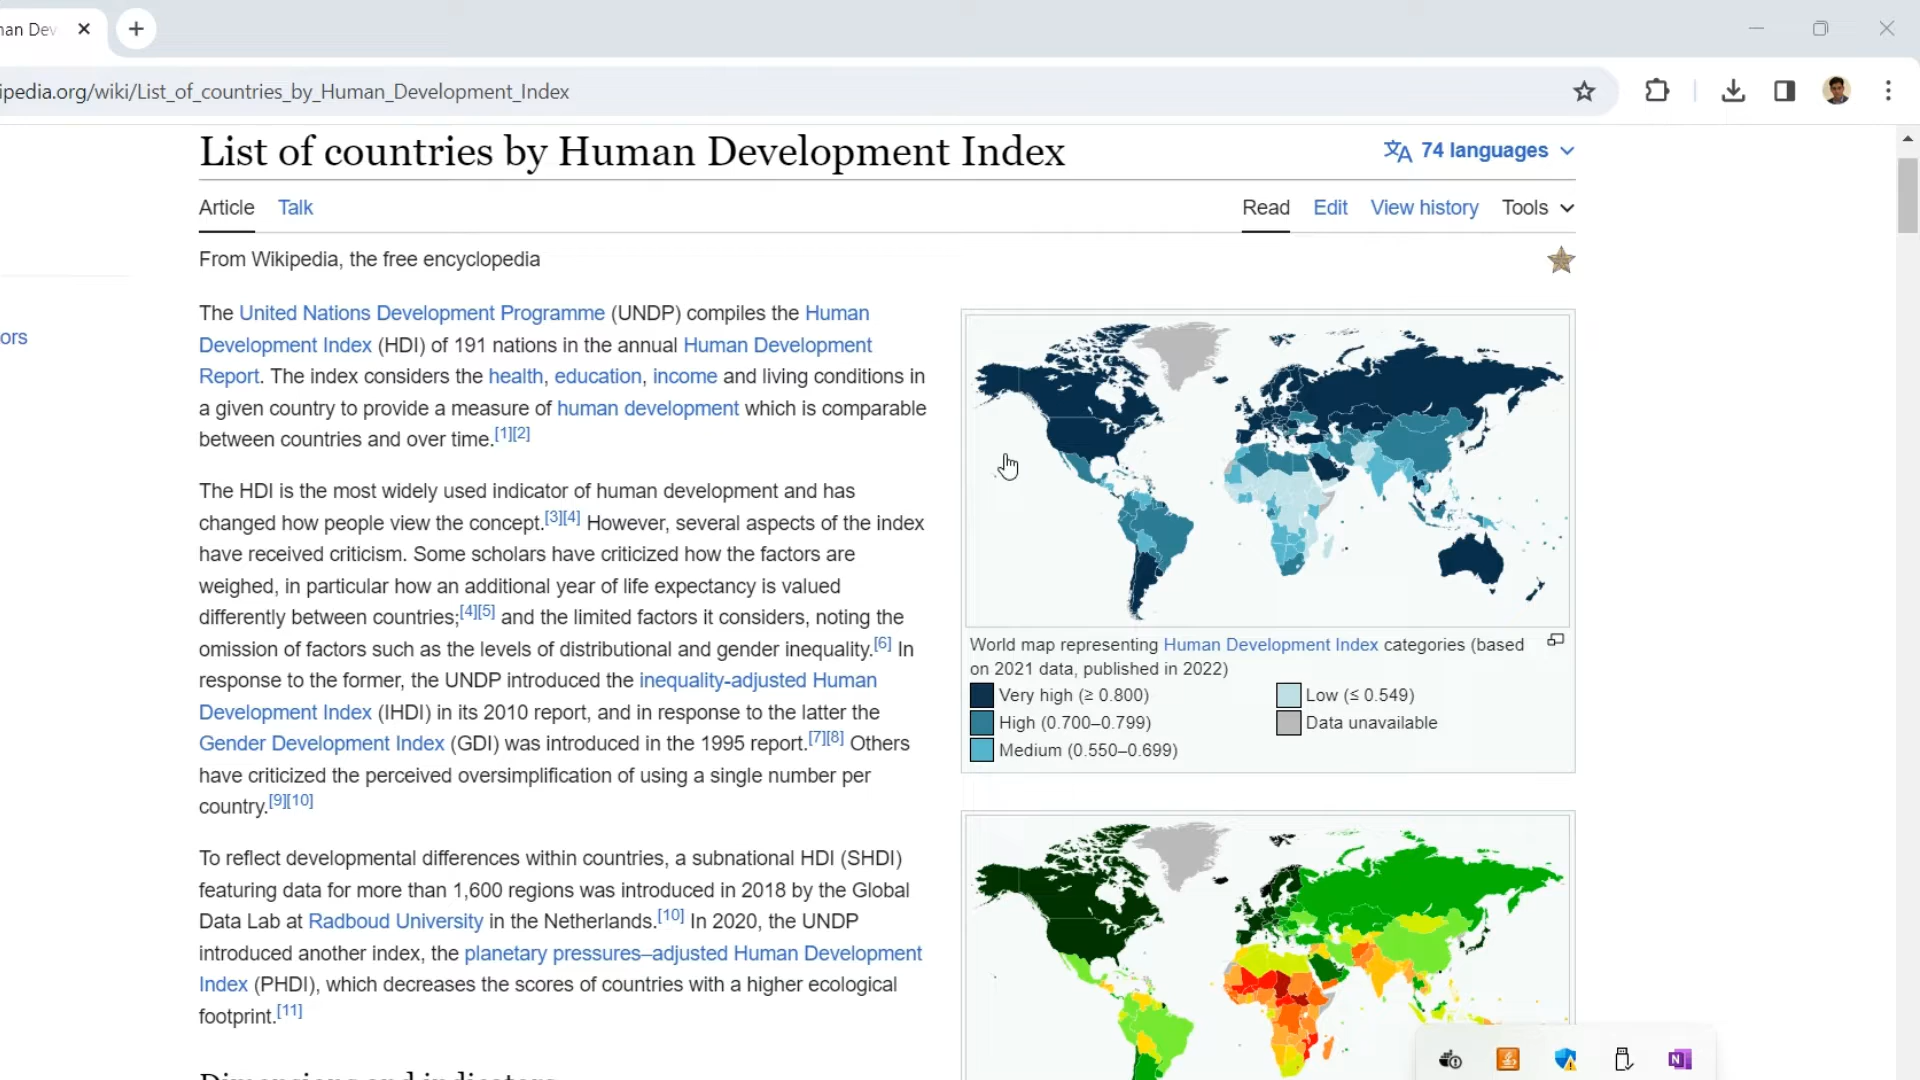 nan Dev
ipedia.org/wiki/List_of_countries_by_Human_Development_Index
List of countries by Human Development Index
74 languages
Article Talk
Read Edit View history Tools
From Wikipedia, the free encyclopedia
ors
The United Nations Development Programme (UNDP) compiles the Human
Development Index (HDI) of 191 nations in the annual Human Development
Report. The index considers the health, education, income and living conditions in
a given country to provide a measure of human development which is comparable
between countries and over time.[1][2]
The HDI is the most widely used indicator of human development and has
changed how people view the concept.[3][4] However, several aspects of the index
have received criticism. Some scholars have criticized how the factors are
weighed, in particular how an additional year of life expectancy is valued
differently between countries;[4][5] and the limited factors it considers, noting the
omission of factors such as the levels of distributional and gender inequality.[6] In
response to the former, the UNDP introduced the inequality-adjusted Human
Development Index (IHDI) in its 2010 report, and in response to the latter the
Gender Development Index (GDI) was introduced in the 1995 report.[7][8] Others
have criticized the perceived oversimplification of using a single number per
country.[9][10]
To reflect developmental differences within countries, a subnational HDI (SHDI)
featuring data for more than 1,600 regions was introduced in 2018 by the Global
Data Lab at Radboud University in the Netherlands.[10] In 2020, the UNDP
introduced another index, the planetary pressures–adjusted Human Development
Index (PHDI), which decreases the scores of countries with a higher ecological
footprint.[11]
Dimensions and indicators
World map representing Human Development Index categories (based
on 2021 data, published in 2022)
Very high (≥ 0.800)
High (0.700–0.799)
Medium (0.550–0.699)
Low (≤ 0.549)
Data unavailable
N